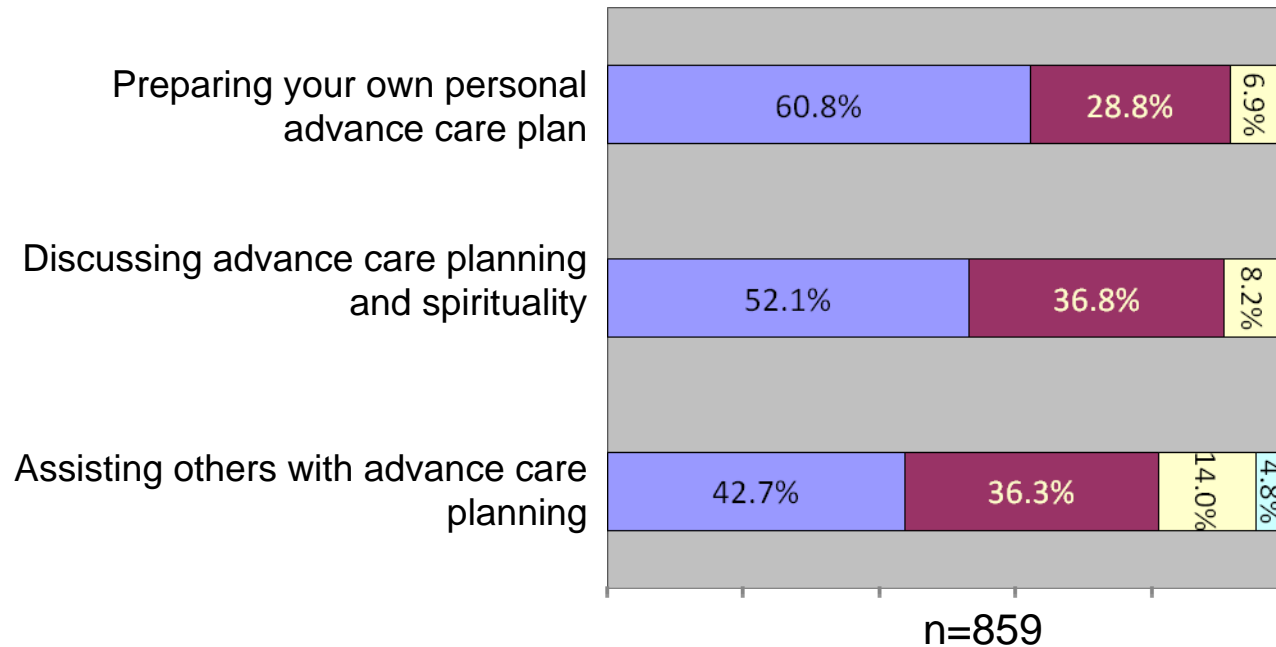 Preparing your own personal
advance care plan
60.8% 28.8% 6.9%
Discussing advance care planning
and spirituality
52.1% 36.8% 8.2%
Assisting others with advance care
planning
42.7% 36.3% 14.0% 4.8%
n=859